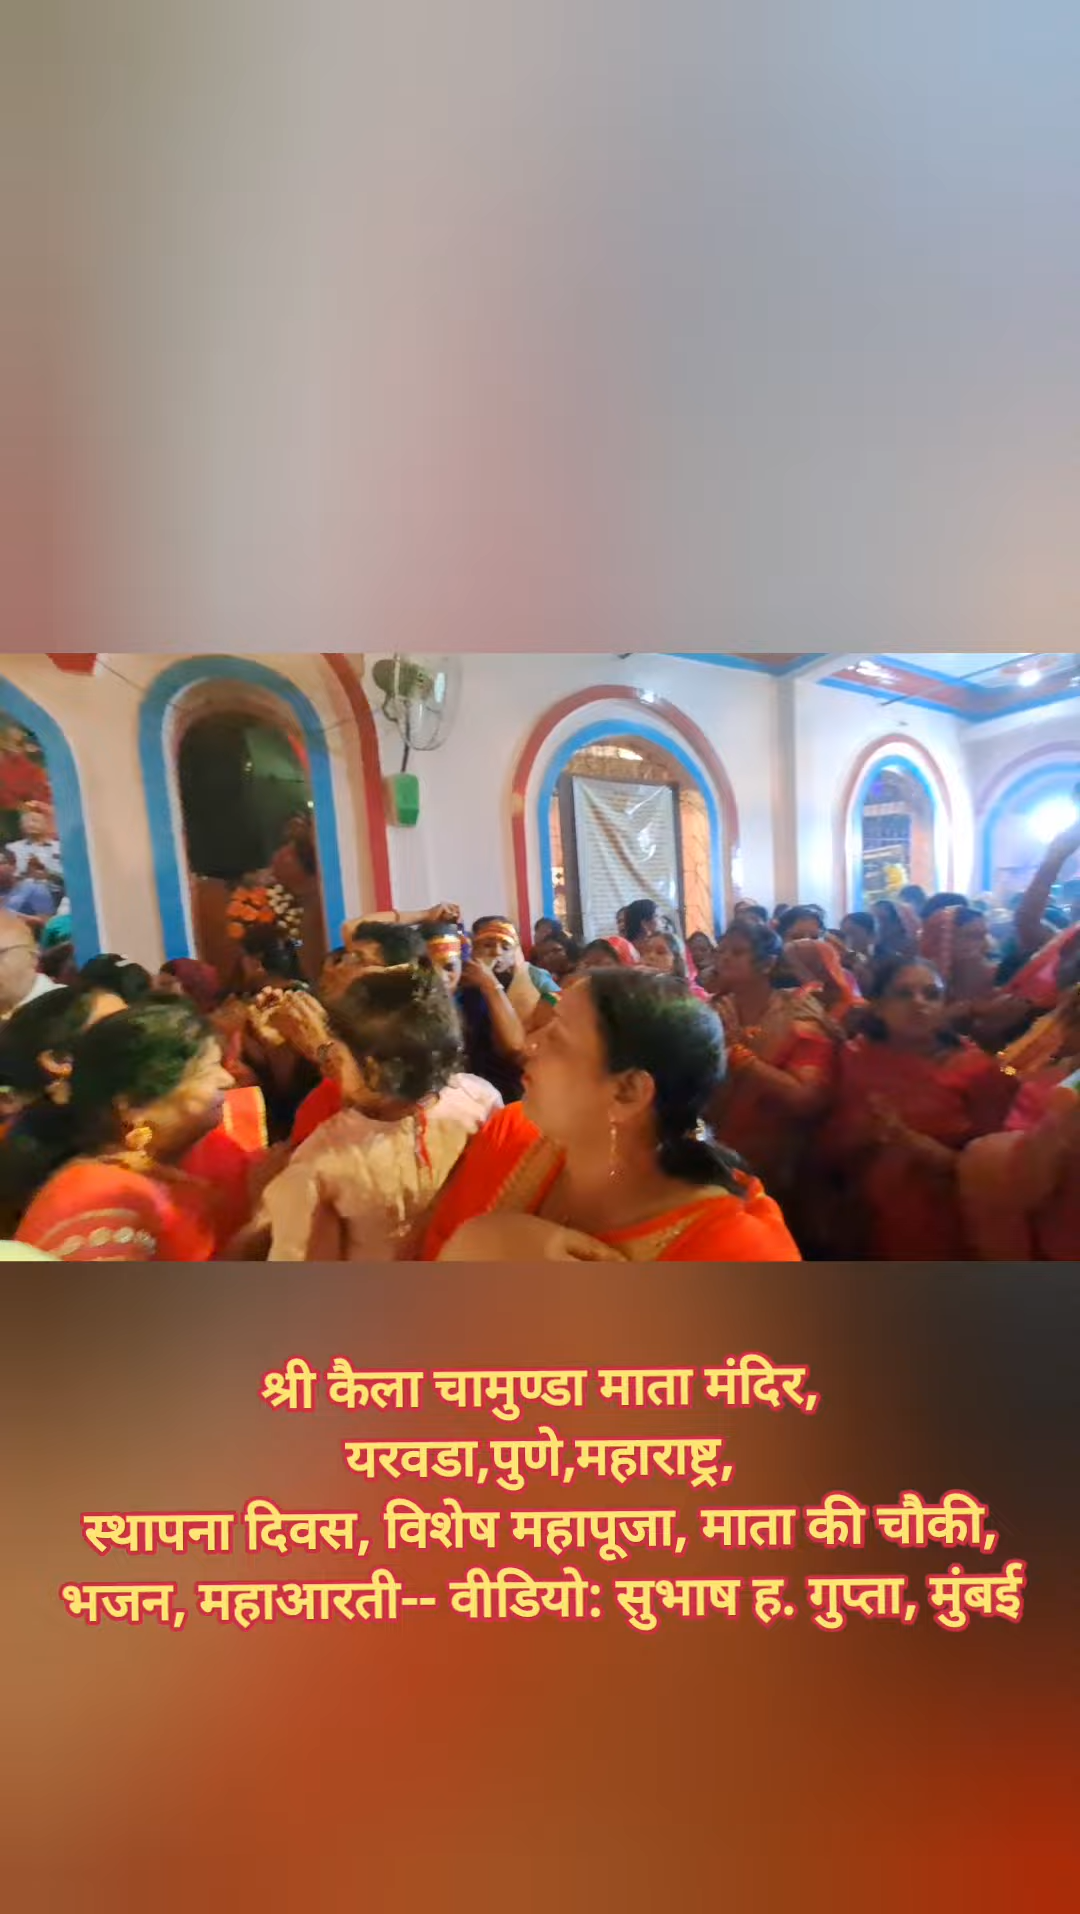 श्री कैला चामुण्डा माता मंदिर,
यरवडा,पुणे,महाराष्ट्र,
स्थापना दिवस, विशेष महापूजा, माता की चौकी,
भजन, महाआरती-- वीडियो: सुभाष ह. गुप्ता, मुंबई